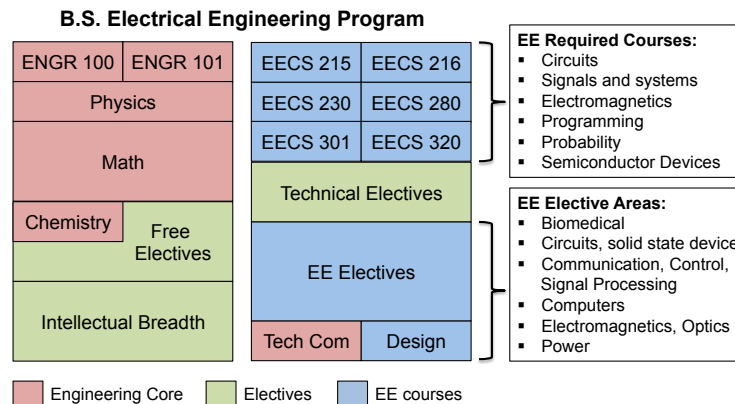 B.S. Electrical Engineering Program
ENGR 100
ENGR 101
Physics
Math
Chemistry
Free
Electives
Intellectual Breadth
EECS 215
EECS 216
EECS 230
EECS 280
EECS 301
EECS 320
Technical Electives
EE Electives
Tech Com
Design
EE Required Courses:
▪ Circuits
▪ Signals and systems
▪ Electromagnetics
▪ Programming
▪ Probability
▪ Semiconductor Devices
EE Elective Areas:
▪ Biomedical
▪ Circuits, solid state device
▪ Communication, Control,
Signal Processing
▪ Computers
▪ Electromagnetics, Optics
▪ Power
Engineering Core
Electives
EE courses